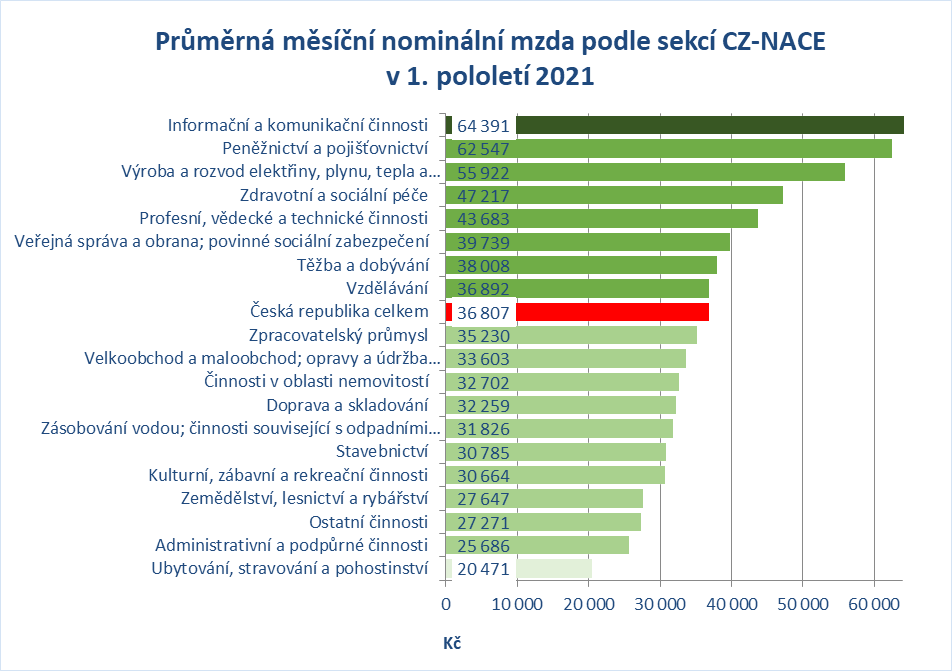 Průměrná měsíční nominální mzda podle sekcí CZ-NACE
v 1. pololetí 2021
Informační a komunikační činnosti 64 391
Peněžnictví a pojišťovnictví 62 547
Výroba a rozvod elektřiny, plynu, tepla a... 55 922
Zdravotní a sociální péče 47 217
Profesní, vědecké a technické činnosti 43 683
Veřejná správa a obrana; povinné sociální zabezpečení 39 739
Těžba a dobývání 38 008
Vzdělávání 36 892
Česká republika celkem 36 807
Zpracovatelský průmysl 35 230
Velkoobchod a maloobchod; opravy a údržba... 33 603
Činnosti v oblasti nemovitostí 32 702
Doprava a skladování 32 259
Zásobování vodou; činnosti související s odpadními... 31 826
Stavebnictví 30 785
Kulturní, zábavní a rekreační činnosti 30 664
Zemědělství, lesnictví a rybářství 27 647
Ostatní činnosti 27 271
Administrativní a podpůrné činnosti 25 686
Ubytování, stravování a pohostinství 20 471
0 10 000 20 000 30 000 40 000 50 000 60 000
Kč